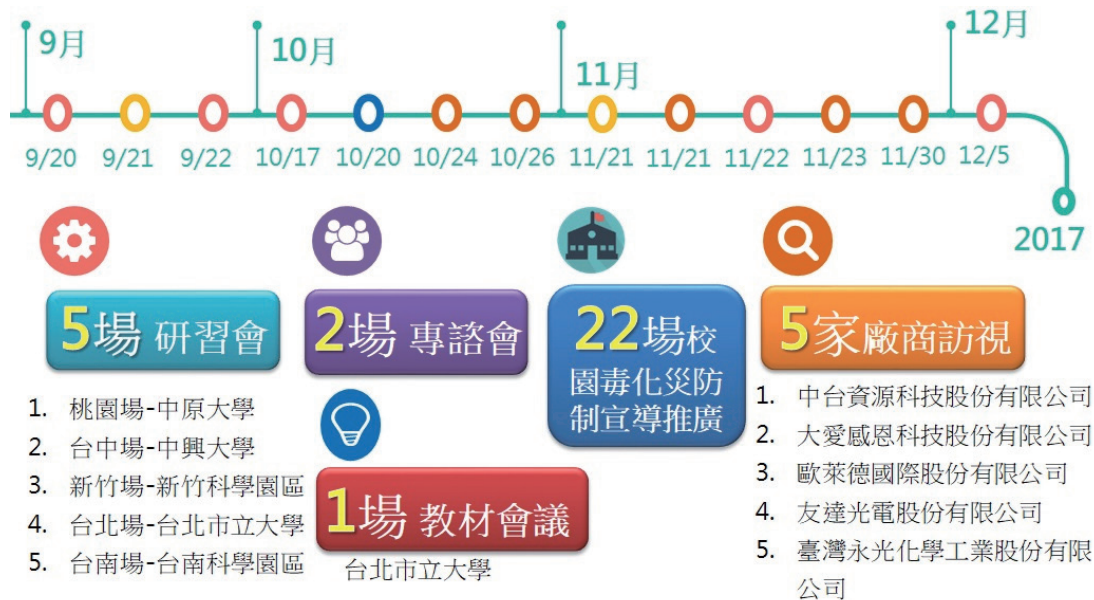 9月
10月
11月
12月
9/20
9/21
9/22
10/17
10/20
10/24
10/26
11/21
11/21
11/22
11/23
11/30
12/5
2017
5場 研習會
1. 桃園場-中原大學
2. 台中場-中興大學
3. 新竹場-新竹科學園區
4. 台北場-台北市立大學
5. 台南場-台南科學園區
2場 專諮會
1場 教材會議
台北市立大學
22場校
園毒化災防
制宣導推廣
5家廠商訪視
1. 中台資源科技股份有限公司
2. 大愛感恩科技股份有限公司
3. 歐萊德國際股份有限公司
4. 友達光電股份有限公司
5. 臺灣永光化學工業股份有限
公司